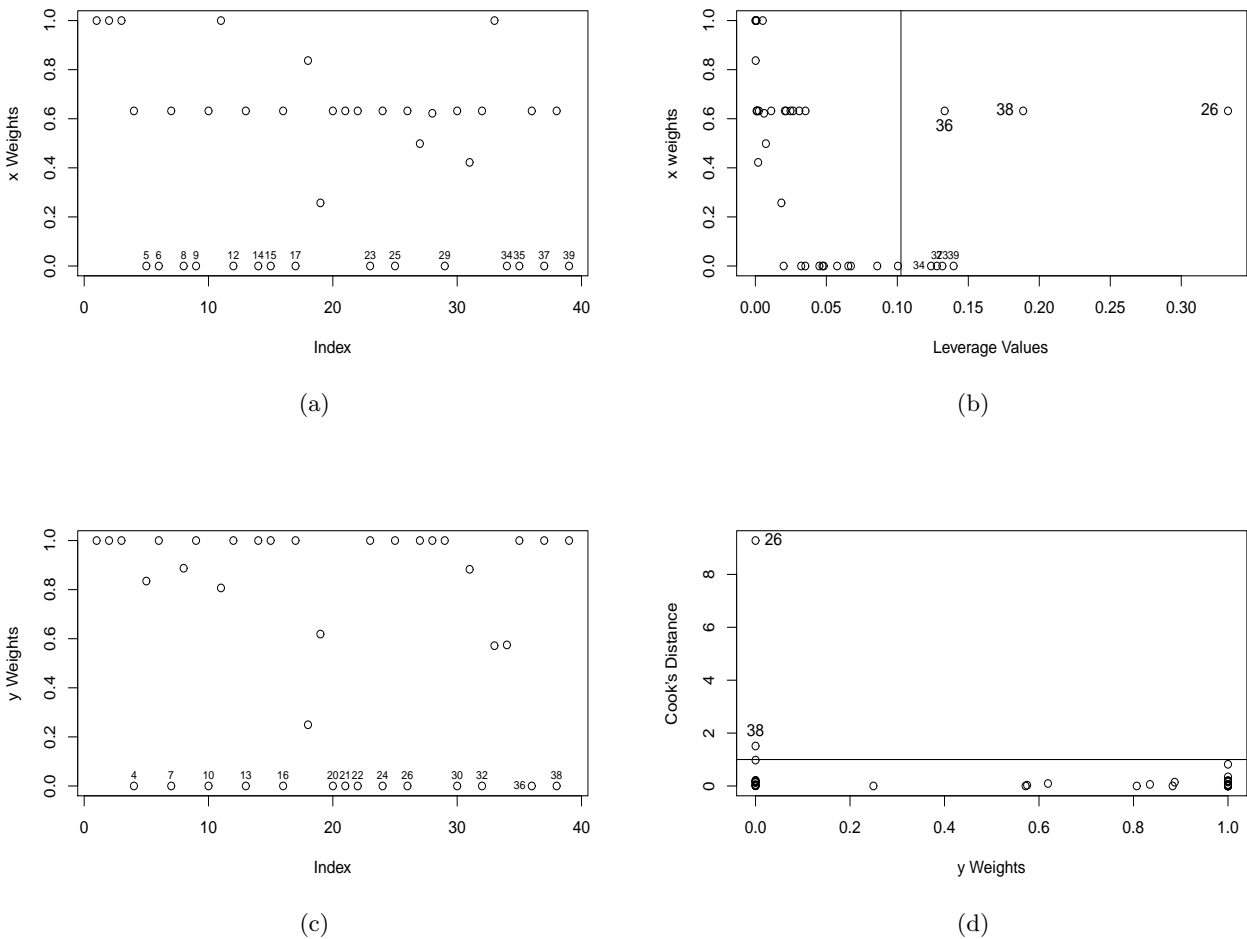 x Weights
0.0 0.2 0.4 0.6 0.8 1.0
5 6 8 9 12 14 15 17 23 25 29 34 35 37 39
0 10 20 30 40
Index
(a)
x weights
0.0 0.2 0.4 0.6 0.8 1.0
36 38 26
34 39
0.00 0.05 0.10 0.15 0.20 0.25 0.30
Leverage Values
(b)
y Weights
0.0 0.2 0.4 0.6 0.8 1.0
4 7 10 13 16 20 21 22 24 26 30 32 36 38
0 10 20 30 40
Index
(c)
Cook's Distance
0 2 4 6 8
26
38
0.0 0.2 0.4 0.6 0.8 1.0
y Weights
(d)